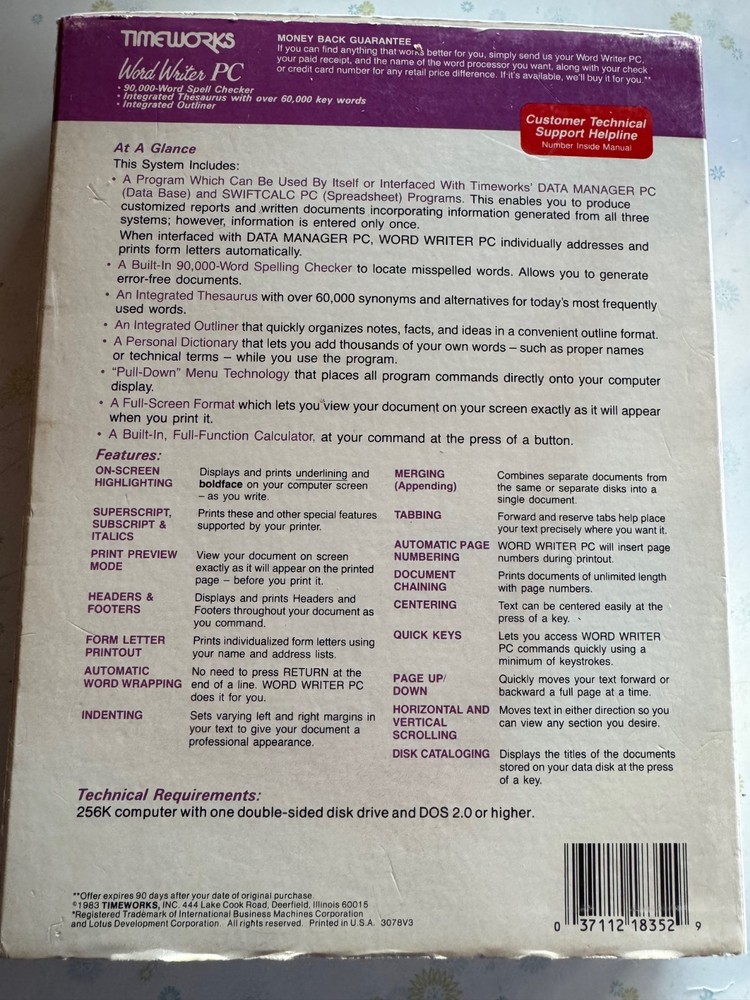 TIMEWORKS
Word Writer PC
• 90,000-Word Spell Checker
• Integrated Thesaurus with over 60,000 key words
• Integrated Outliner
MONEY BACK GUARANTEE
If you can find anything that works better for you, simply send us your Word Writer PC,
your paid receipt, and the name of the word processor you want, along with your check
or credit card number for any retail price difference. If it's available, we'll buy it for you.**
Customer Technical
Support Helpline
Number Inside Manual
At A Glance
This System Includes:
• A Program Which Can Be Used By Itself or Interfaced With Timeworks' DATA MANAGER PC
(Data Base) and SWIFTCALC PC (Spreadsheet) Programs. This enables you to produce
customized reports and written documents incorporating information generated from all three
systems; however, information is entered only once.
When interfaced with DATA MANAGER PC, WORD WRITER PC individually addresses and
prints form letters automatically.
• A Built-In 90,000-Word Spelling Checker to locate misspelled words. Allows you to generate
error-free documents.
• An Integrated Thesaurus with over 60,000 synonyms and alternatives for today's most frequently
used words.
• An Integrated Outliner that quickly organizes notes, facts, and ideas in a convenient outline format.
• A Personal Dictionary that lets you add thousands of your own words – such as proper names
or technical terms – while you use the program.
• "Pull-Down" Menu Technology that places all program commands directly onto your computer
display.
• A Full-Screen Format which lets you view your document on your screen exactly as it will appear
when you print it.
• A Built-In, Full-Function Calculator, at your command at the press of a button.
Features:
ON-SCREEN
HIGHLIGHTING
Displays and prints underlining and
boldface on your computer screen
– as you write.
SUPERSCRIPT,
SUBSCRIPT &
ITALICS
Prints these and other special features
supported by your printer.
PRINT PREVIEW
MODE
View your document on screen
exactly as it will appear on the printed
page – before you print it.
HEADERS &
FOOTERS
Displays and prints Headers and
Footers throughout your document as
you command.
FORM LETTER
PRINTOUT
Prints individualized form letters using
your name and address lists.
AUTOMATIC
WORD WRAPPING
No need to press RETURN at the
end of a line. WORD WRITER PC
does it for you.
INDENTING
Sets varying left and right margins in
your text to give your document a
professional appearance.
MERGING
(Appending)
Combines separate documents from
the same or separate disks into a
single document.
TABBING
Forward and reserve tabs help place
your text precisely where you want it.
AUTOMATIC PAGE
NUMBERING
WORD WRITER PC will insert page
numbers during printout.
DOCUMENT
CHAINING
Prints documents of unlimited length
with page numbers.
CENTERING
Text can be centered easily at the
press of a key.
QUICK KEYS
Lets you access WORD WRITER
PC commands quickly using a
minimum of keystrokes.
PAGE UP/
DOWN
Quickly moves your text forward or
backward a full page at a time.
HORIZONTAL AND
VERTICAL
SCROLLING
Moves text in either direction so you
can view any section you desire.
DISK CATALOGING
Displays the titles of the documents
stored on your data disk at the press
of a key.
Technical Requirements:
256K computer with one double-sided disk drive and DOS 2.0 or higher.
**Offer expires 90 days after your date of original purchase.
©1983 TIMEWORKS, INC. 444 Lake Cook Road, Deerfield, Illinois 60015
*Registered Trademark of International Business Machines Corporation
and Lotus Development Corporation. All rights reserved. Printed in U.S.A. 3078V3
0 37112 18352 9